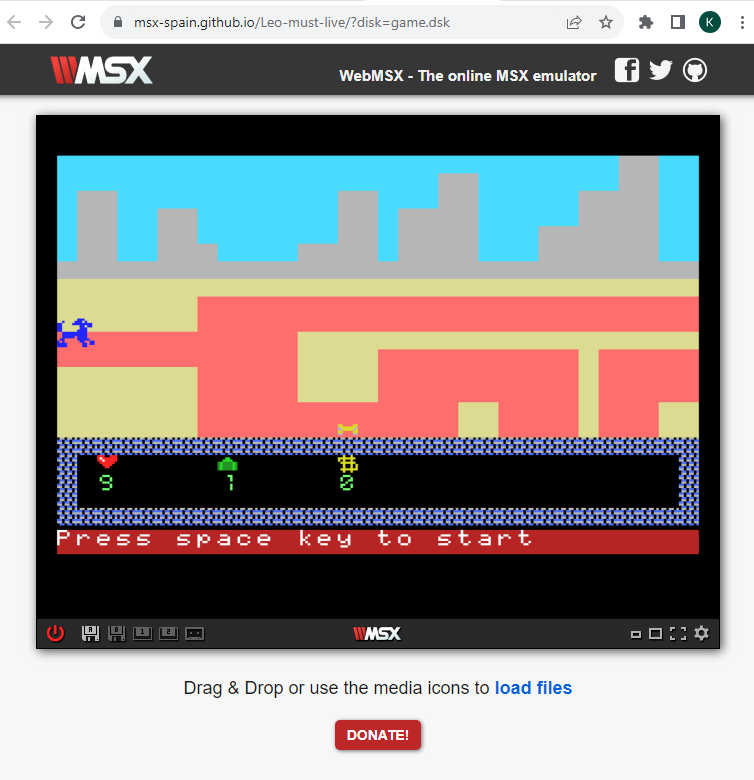 msx-spain.github.io/Leo-must-live/?disk=game.dsk
K
MSX
WebMSX - The online MSX emulator
9 1 0
Press space key to start
A B 1 2
MSX
Drag & Drop or use the media icons to load files
DONATE!